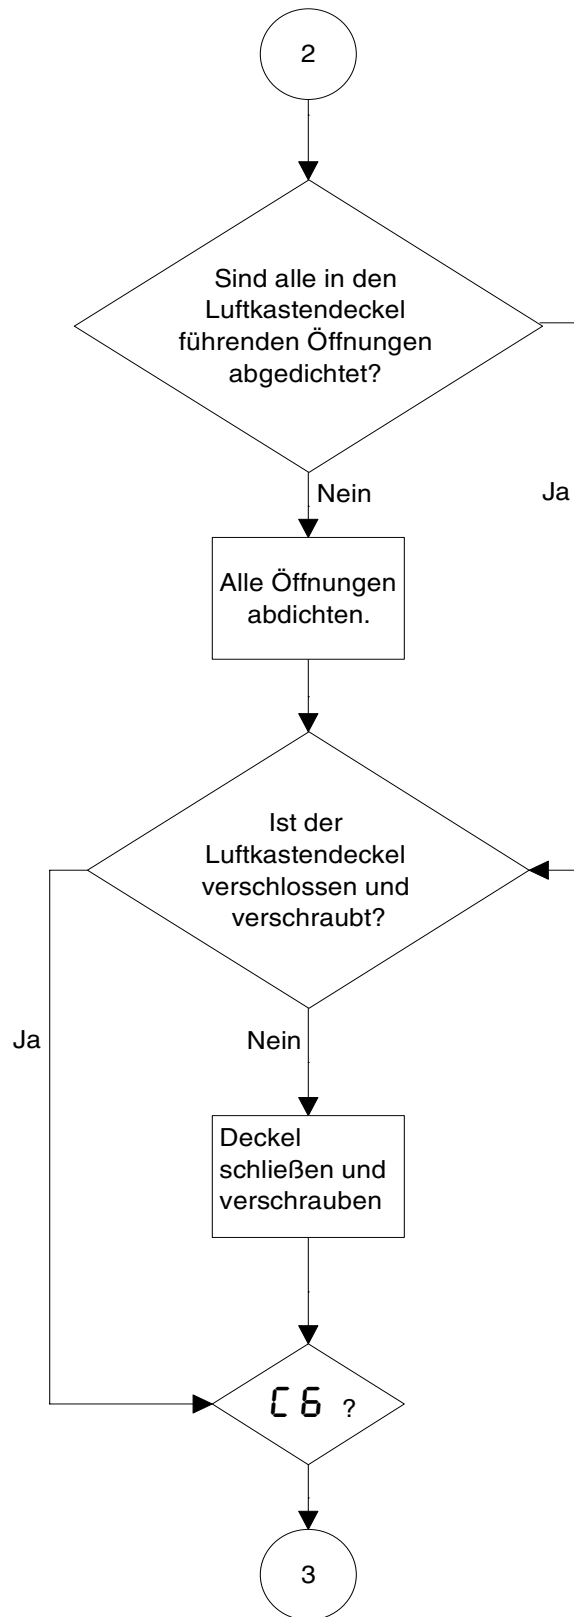 2
Sind alle in den
Luftkastendeckel
führenden Öffnungen
abgedichtet?
Nein
Ja
Alle Öffnungen
abdichten.
Ist der
Luftkastendeckel
verschlossen und
verschraubt?
Ja
Nein
Deckel
schließen und
verschrauben
C6 ?
3